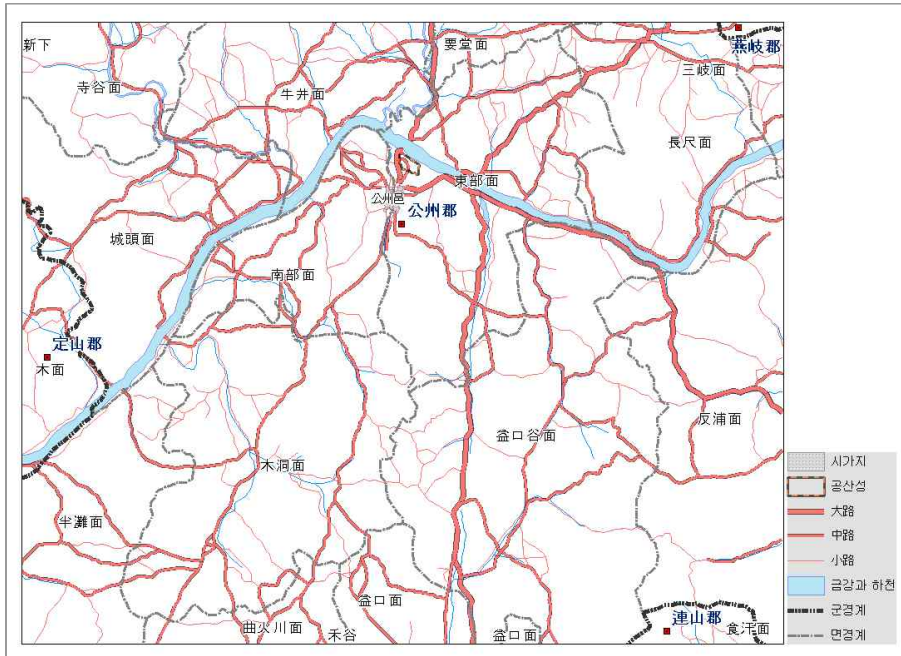 新下
要堂面
燕岐郡
三岐面
寺谷面
牛井面
長尺面
東部面
公州邑
公州郡
城頭面
南部面
定山郡
木面
反浦面
益口谷面
木洞面
半灘面
益口面
曲火川面
禾谷
益口面
連山郡
食汗面
시가지
공산성
大路
中路
小路
금강과 하천
군경계
면경계